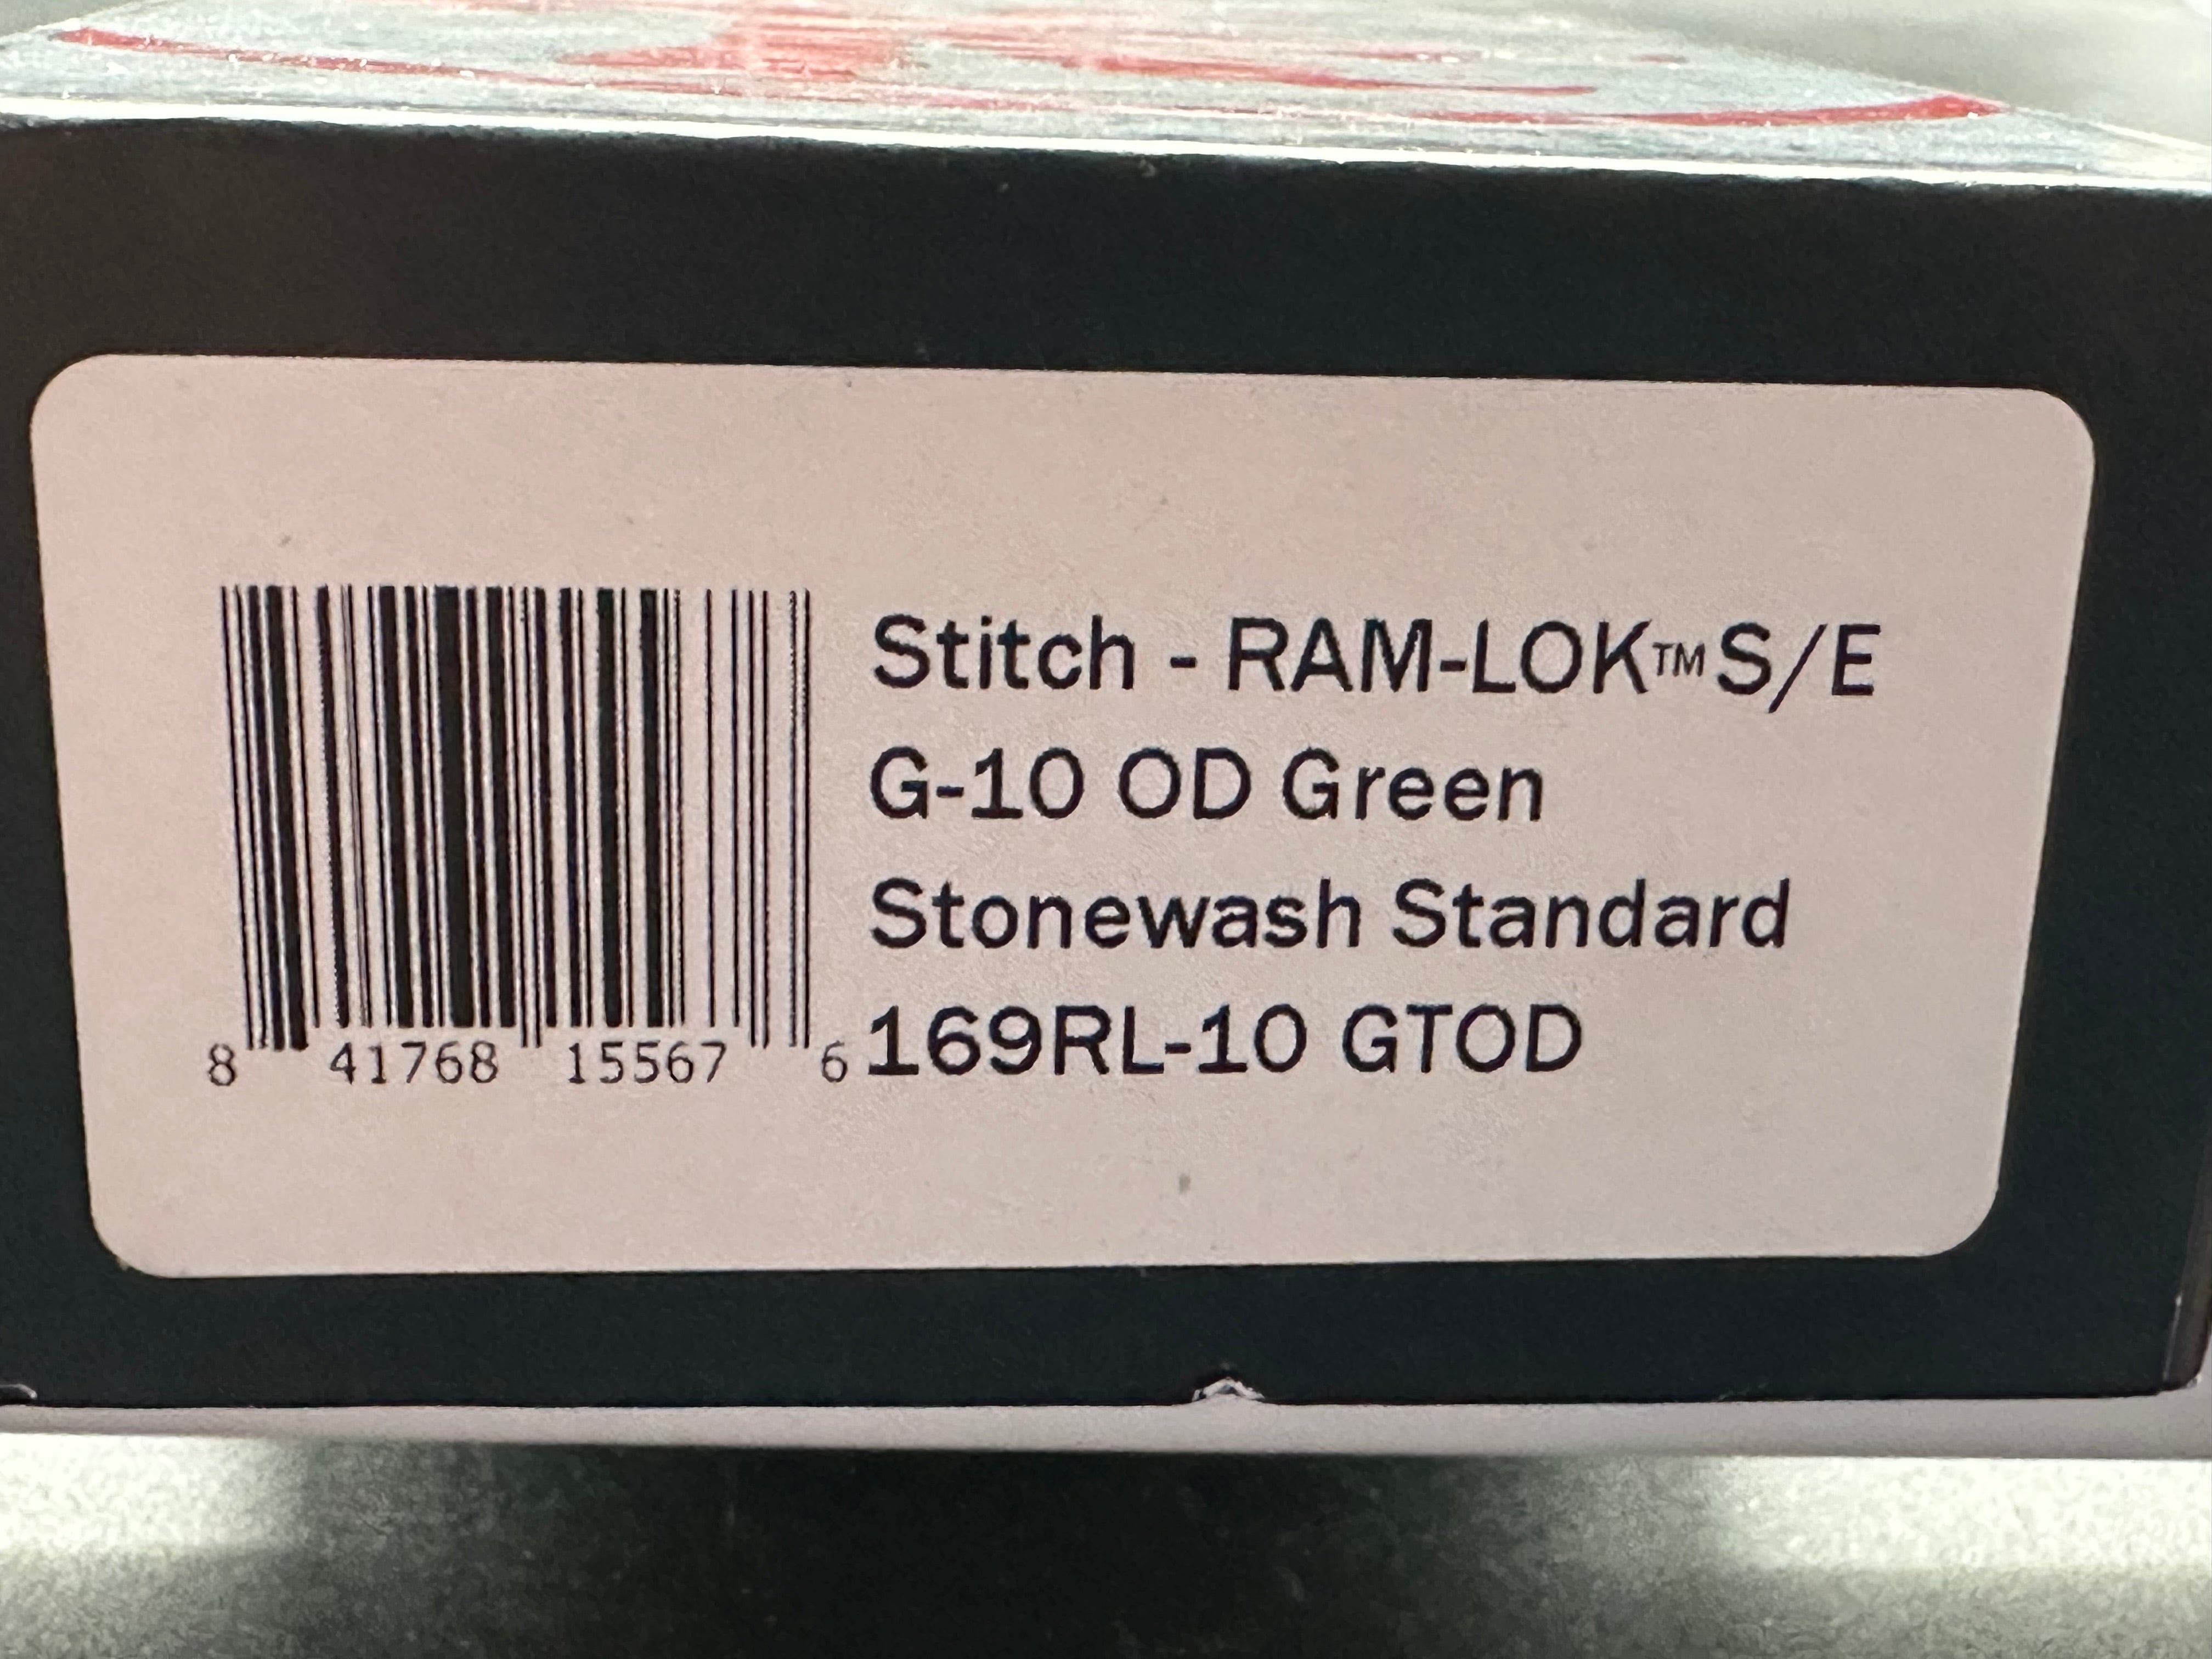 Stitch - RAM-LOK™ S/E
G-10 OD Green
Stonewash Standard
169RL-10 GTOD
8 41768 15567 6